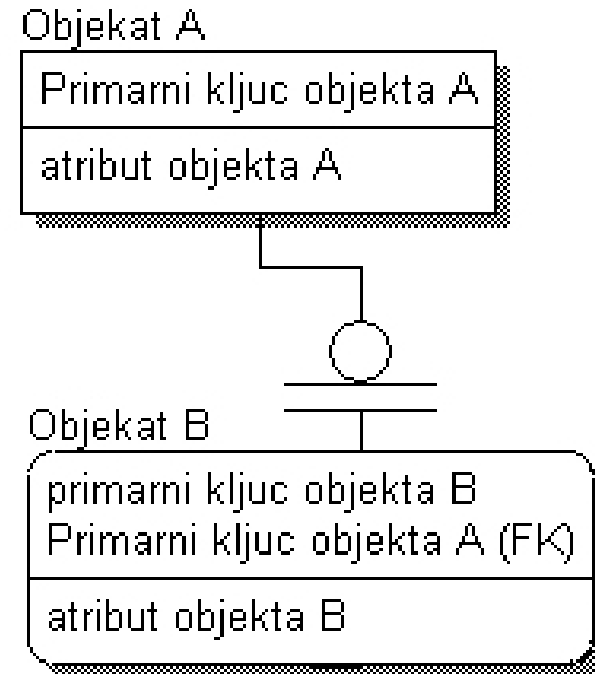 Objekat A
Primarni kljuc objekta A
atribut objekta A
Objekat B
primarni kljuc objekta B
Primarni kljuc objekta A (FK)
atribut objekta B